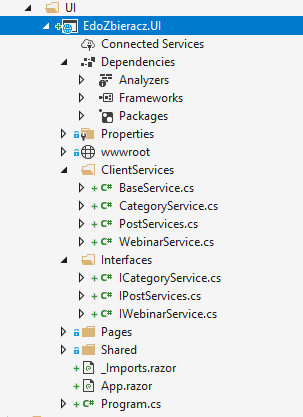 UI
EdoZbieracz.UI
Connected Services
Dependencies
Analyzers
Frameworks
Packages
Properties
wwwroot
ClientServices
C# BaseService.cs
C# CategoryService.cs
C# PostServices.cs
C# WebinarService.cs
Interfaces
C# ICategoryService.cs
C# IPostServices.cs
C# IWebinarService.cs
Pages
Shared
_Imports.razor
App.razor
C# Program.cs